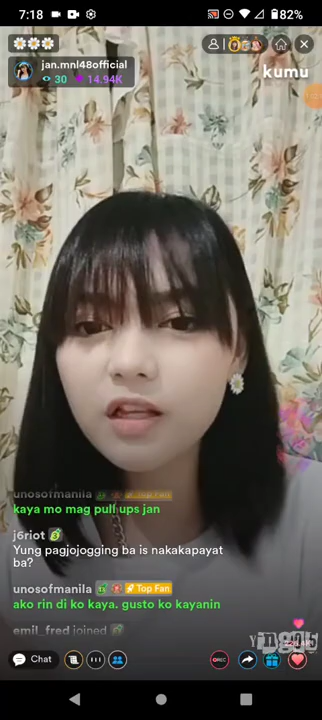 7:18
82%
jan.mnl48official
30 14.94K
kumu
unosofmanila
kaya mo mag pull ups jan
j6riot
Yung pagjojogging ba is nakakapayat
ba?
unosofmanila Top Fan
ako rin di ko kaya. gusto ko kayanin
emil_fred joined
Chat
REC